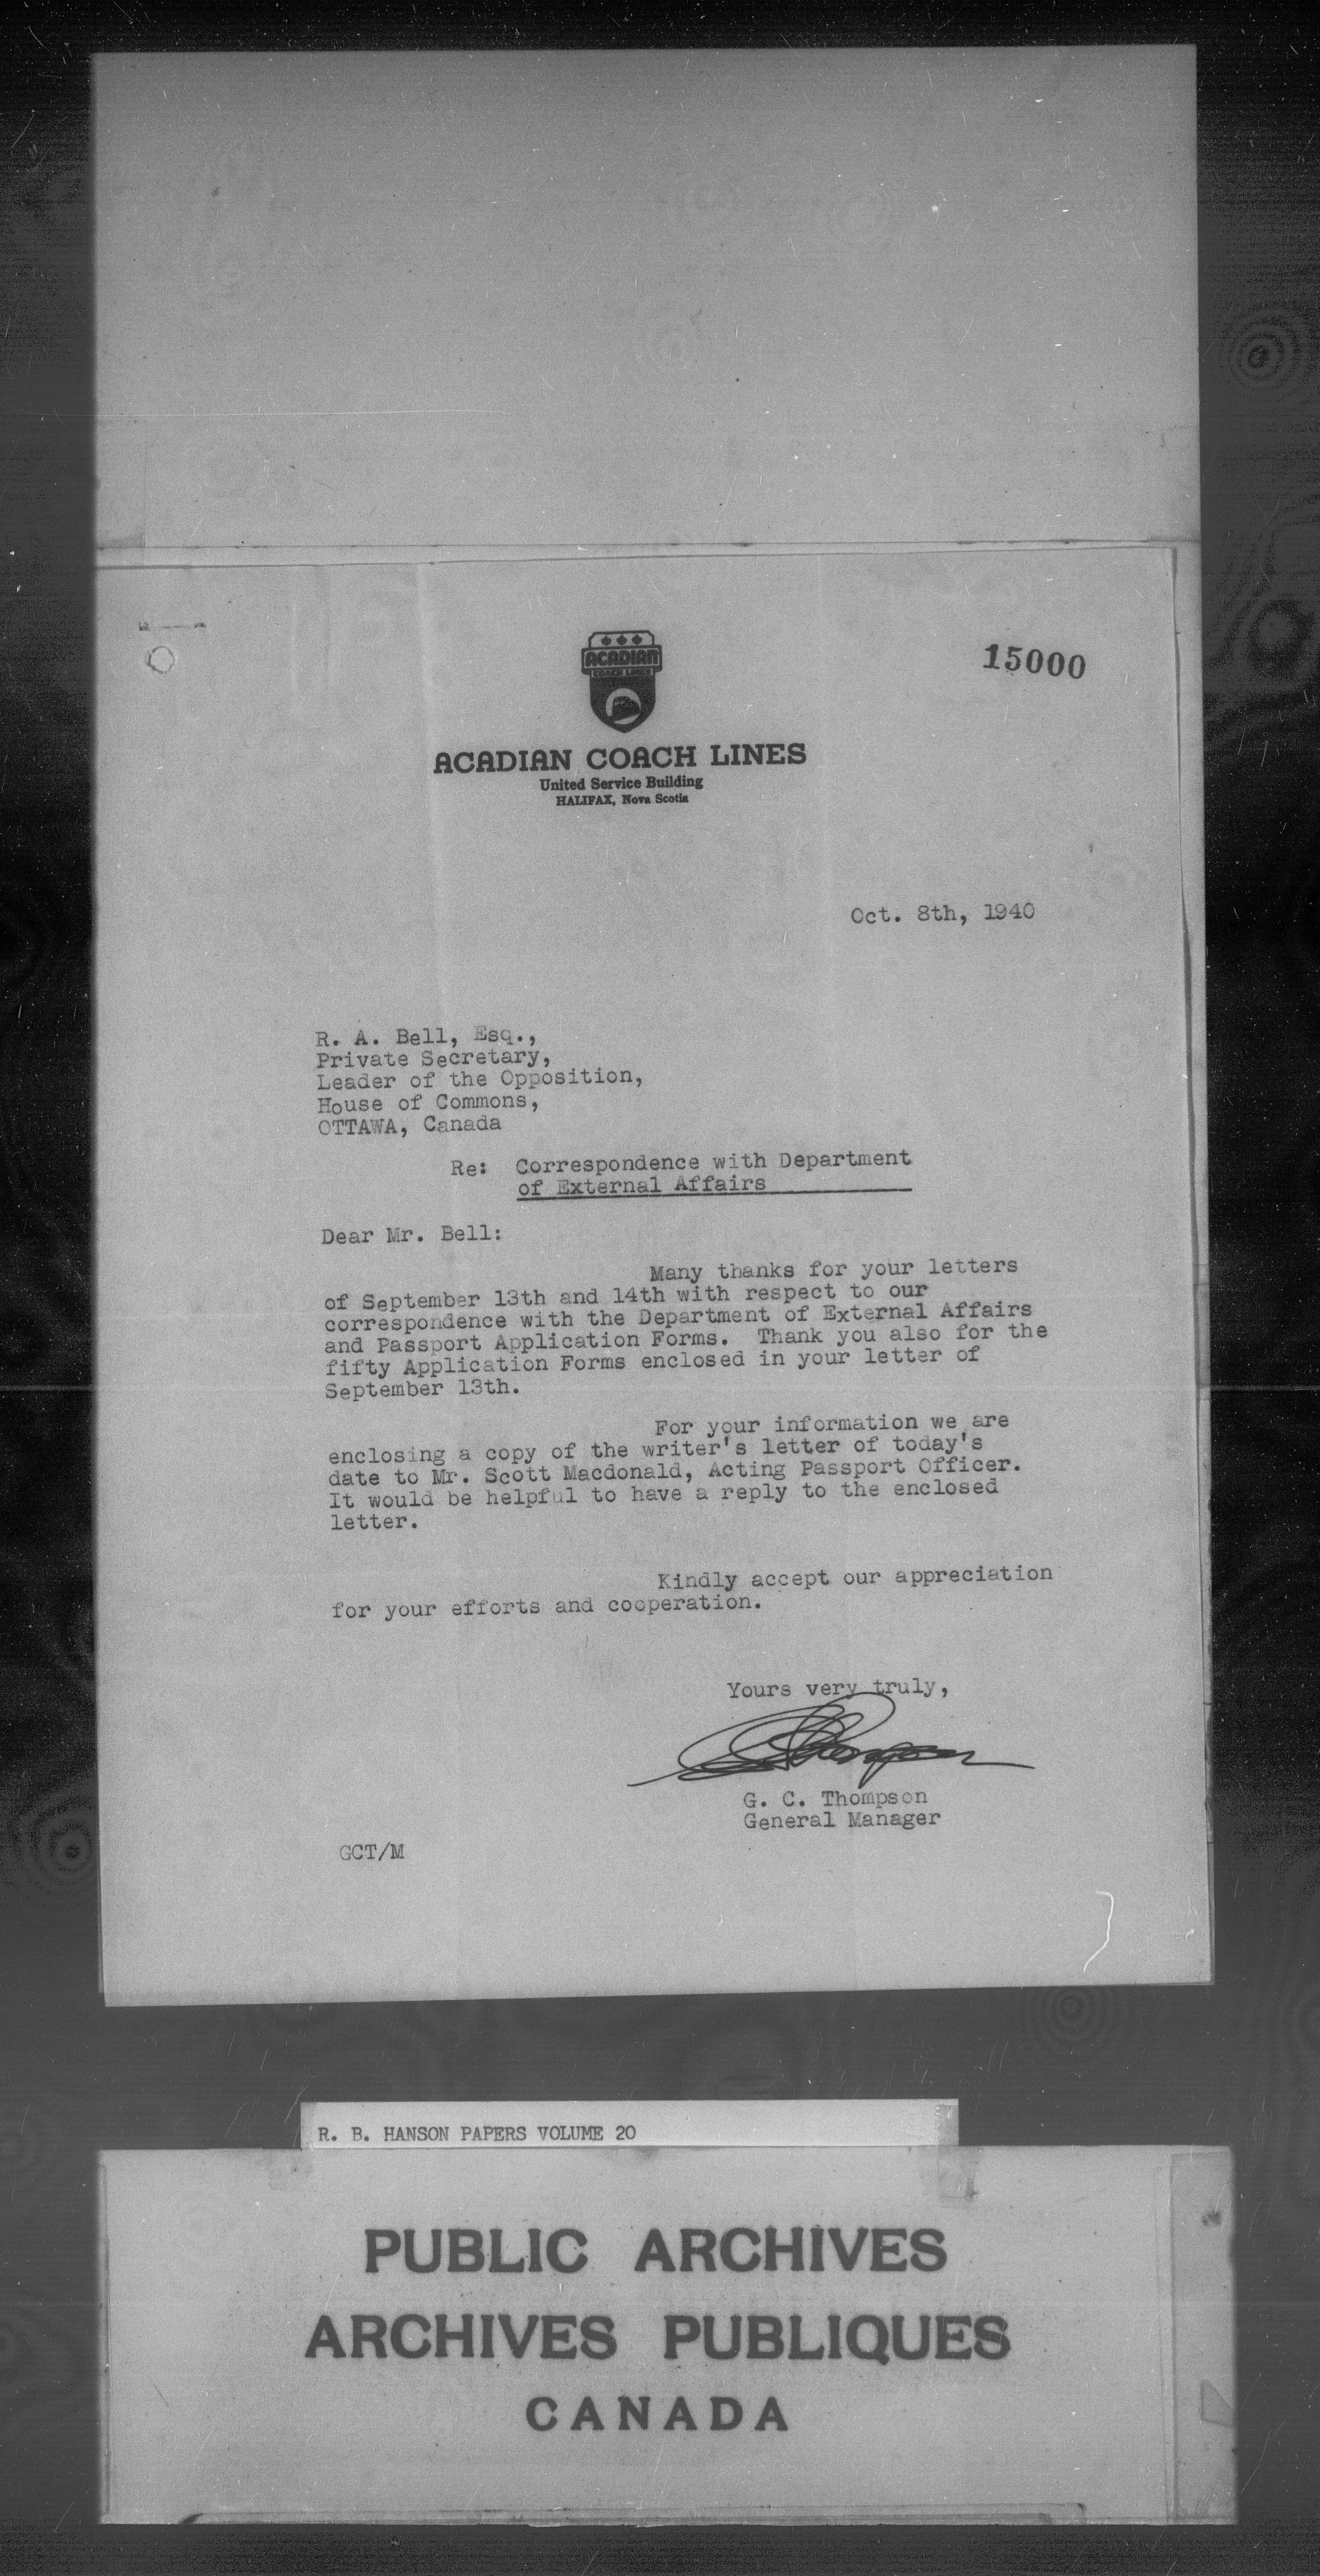 ACADIAN
COACH LINES
15000
ACADIAN COACH LINES
United Service Building
HALIFAX, Nova Scotia
Oct. 8th, 1940
R. A. Bell, Esq.,
Private Secretary,
Leader of the Opposition,
House of Commons,
OTTAWA, Canada
Re: Correspondence with Department
of External Affairs
Dear Mr. Bell:
Many thanks for your letters
of September 13th and 14th with respect to our
correspondence with the Department of External Affairs
and Passport Application Forms. Thank you also for the
fifty Application Forms enclosed in your letter of
September 13th.
For your information we are
enclosing a copy of the writer's letter of today's
date to Mr. Scott Macdonald, Acting Passport Officer.
It would be helpful to have a reply to the enclosed
letter.
Kindly accept our appreciation
for your efforts and cooperation.
Yours very truly,
G. C. Thompson
General Manager
GCT/M
R. B. HANSON PAPERS VOLUME 20
PUBLIC ARCHIVES
ARCHIVES PUBLIQUES
CANADA